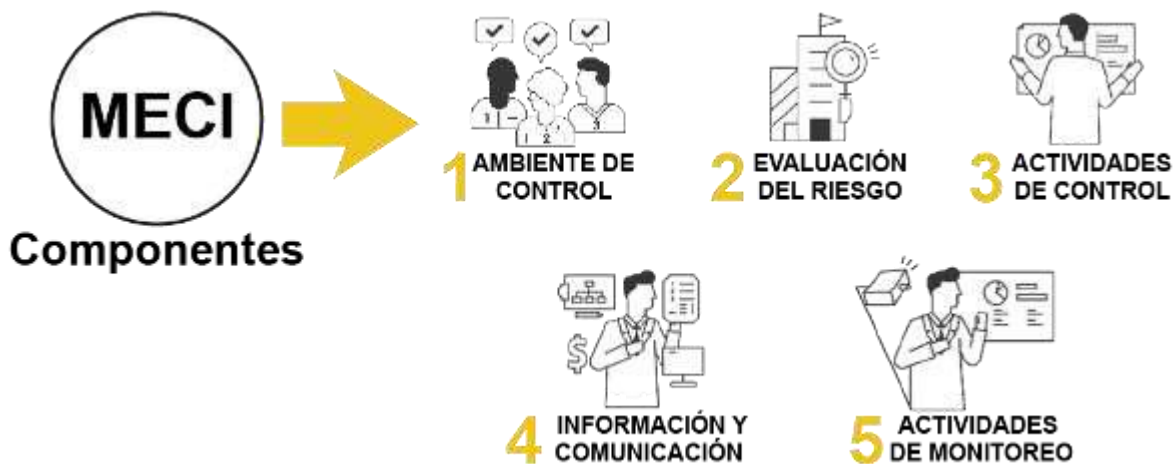 MECI
Componentes
1 AMBIENTE DE
CONTROL
2 EVALUACIÓN
DEL RIESGO
3 ACTIVIDADES
DE CONTROL
4 INFORMACIÓN Y
COMUNICACIÓN
5 ACTIVIDADES
DE MONITOREO